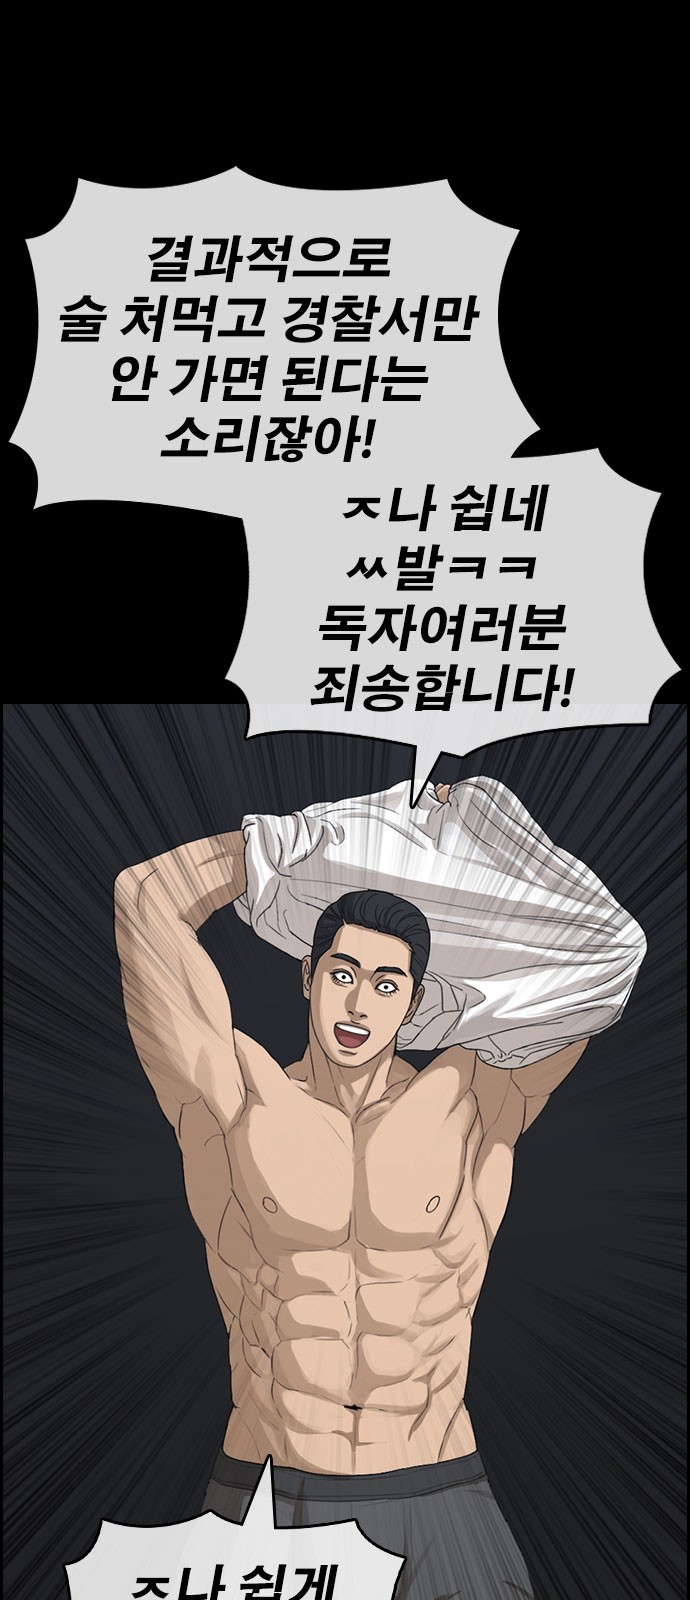 결과적으로
술 처먹고 경찰서만
안 가면 된다는
소리잖아!
ㅈ나 쉽네
ㅆ발ㅋㅋ
독자여러분
죄송합니다!
ㅈ나 쉽게